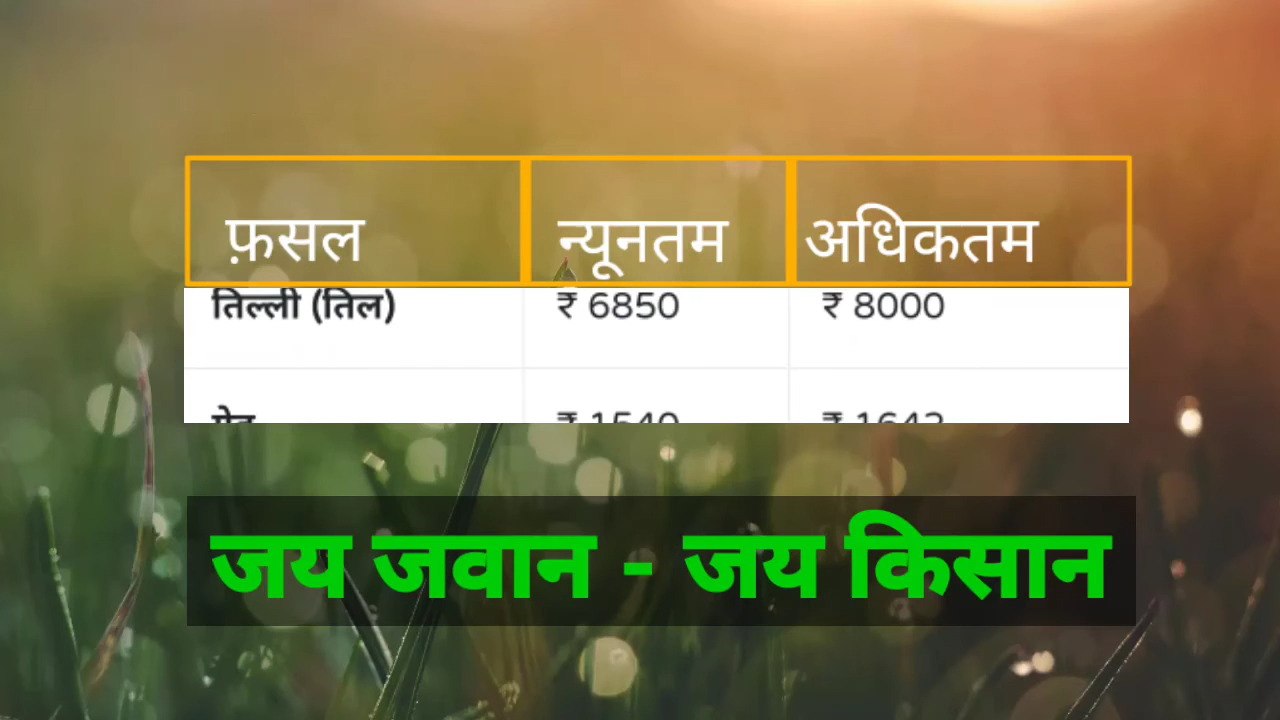 फ़सल न्यूनतम अधिकतम
तिल्ली (तिल) ₹ 6850 ₹ 8000
जय जवान - जय किसान